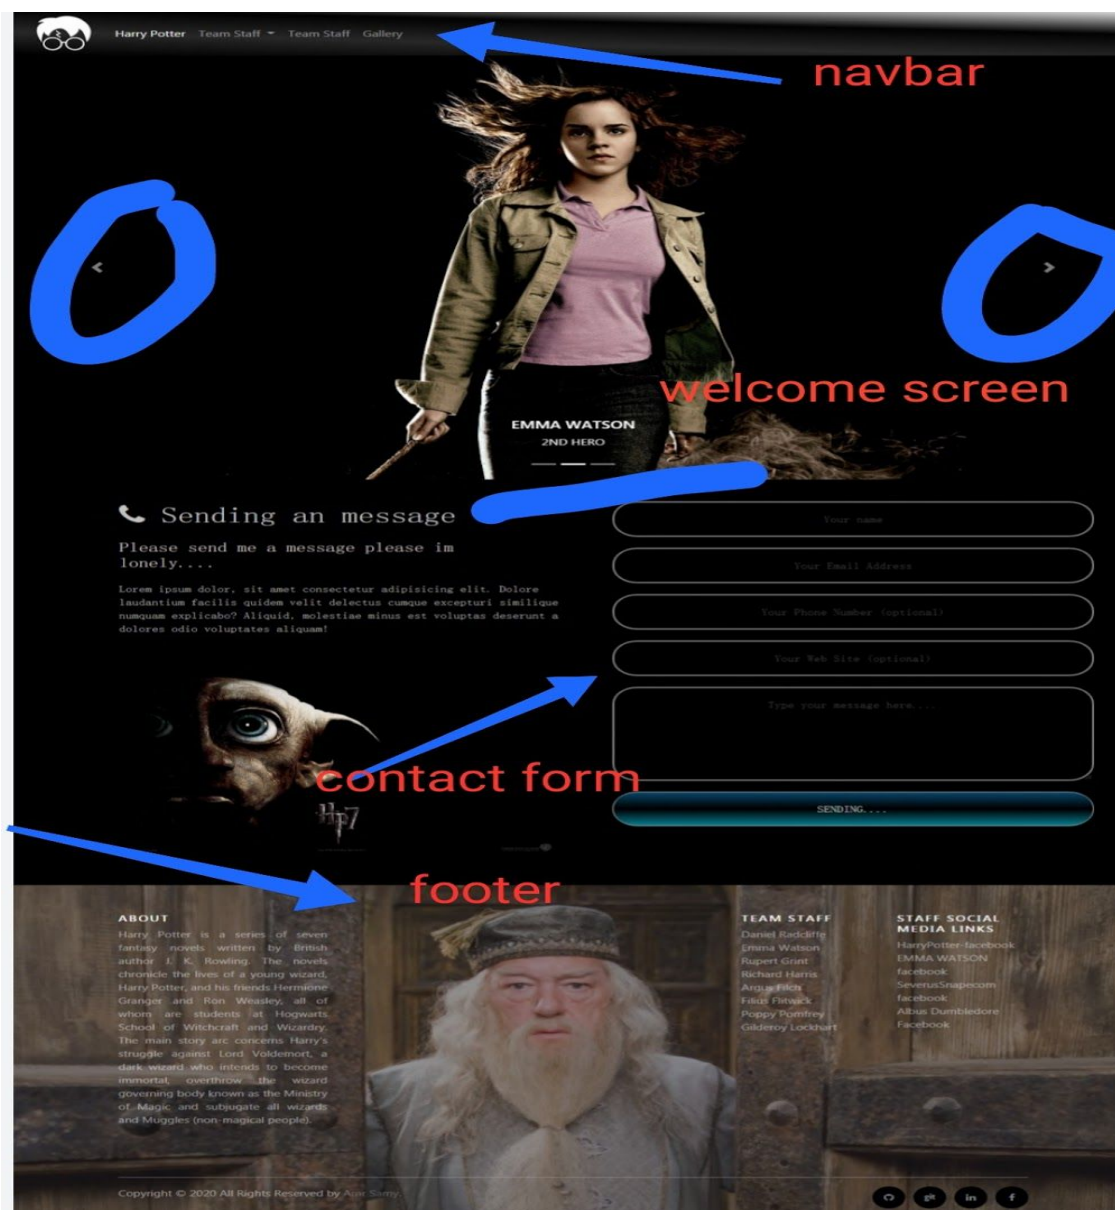 Harry Potter Team Staff Team Staff Gallery
navbar
welcome screen
EMMA WATSON
2ND HERO
Sending an message
Please send me a message please im
lonely....
Lorem ipsum dolor, sit amet consectetur adipisicing elit. Dolore
laudantium facilis quidem velit delectus cumque excepturi similique
numquam explicabo? Aliquid, molestiae minus est voluptas deserunt a
dolores odio voluptates aliquam!
Your name
Your Email Address
Your Phone Number (optional)
Your Web Site (optional)
Type your message here....
contact form
Hp7
SENDING....
footer
ABOUT
Harry Potter is a series of seven
fantasy novels written by British
author J. K. Rowling. The novels
chronicle the lives of a young wizard,
Harry Potter, and his friends Hermione
Granger and Ron Weasley, all of
whom are students at Hogwarts
School of Witchcraft and Wizardry.
The main story arc concerns Harry's
struggle against Lord Voldemort, a
dark wizard who intends to become
immortal, overthrow the wizard
governing body known as the Ministry
of Magic and subjugate all wizards
and Muggles (non-magical people).
TEAM STAFF
Daniel Radcliffe
Emma Watson
Rupert Grint
Richard Harris
Argus Filch
Filius Flitwick
Poppy Pomfrey
Gilderoy Lockhart
STAFF SOCIAL
MEDIA LINKS
HarryPotter-facebook
EMMA WATSON
facebook
SeverusSnapecom
facebook
Albus Dumbledore
Facebook
Copyright © 2020 All Rights Reserved by Samy.
git in f